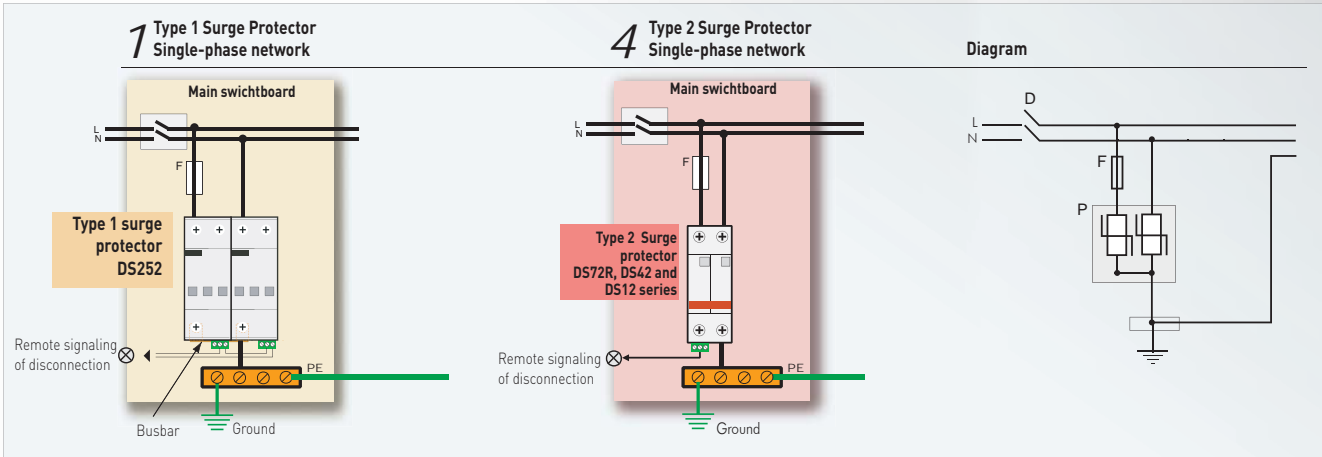 1 Type 1 Surge Protector
Single-phase network
Main swichtboard
L
N
F
Type 1 surge
protector
DS252
Remote signaling
of disconnection
PE
Busbar
Ground
4 Type 2 Surge Protector
Single-phase network
Main swichtboard
L
N
F
Type 2 Surge
protector
DS72R, DS42 and
DS12 series
Remote signaling
of disconnection
PE
Ground
Diagram
D
L
N
F
P